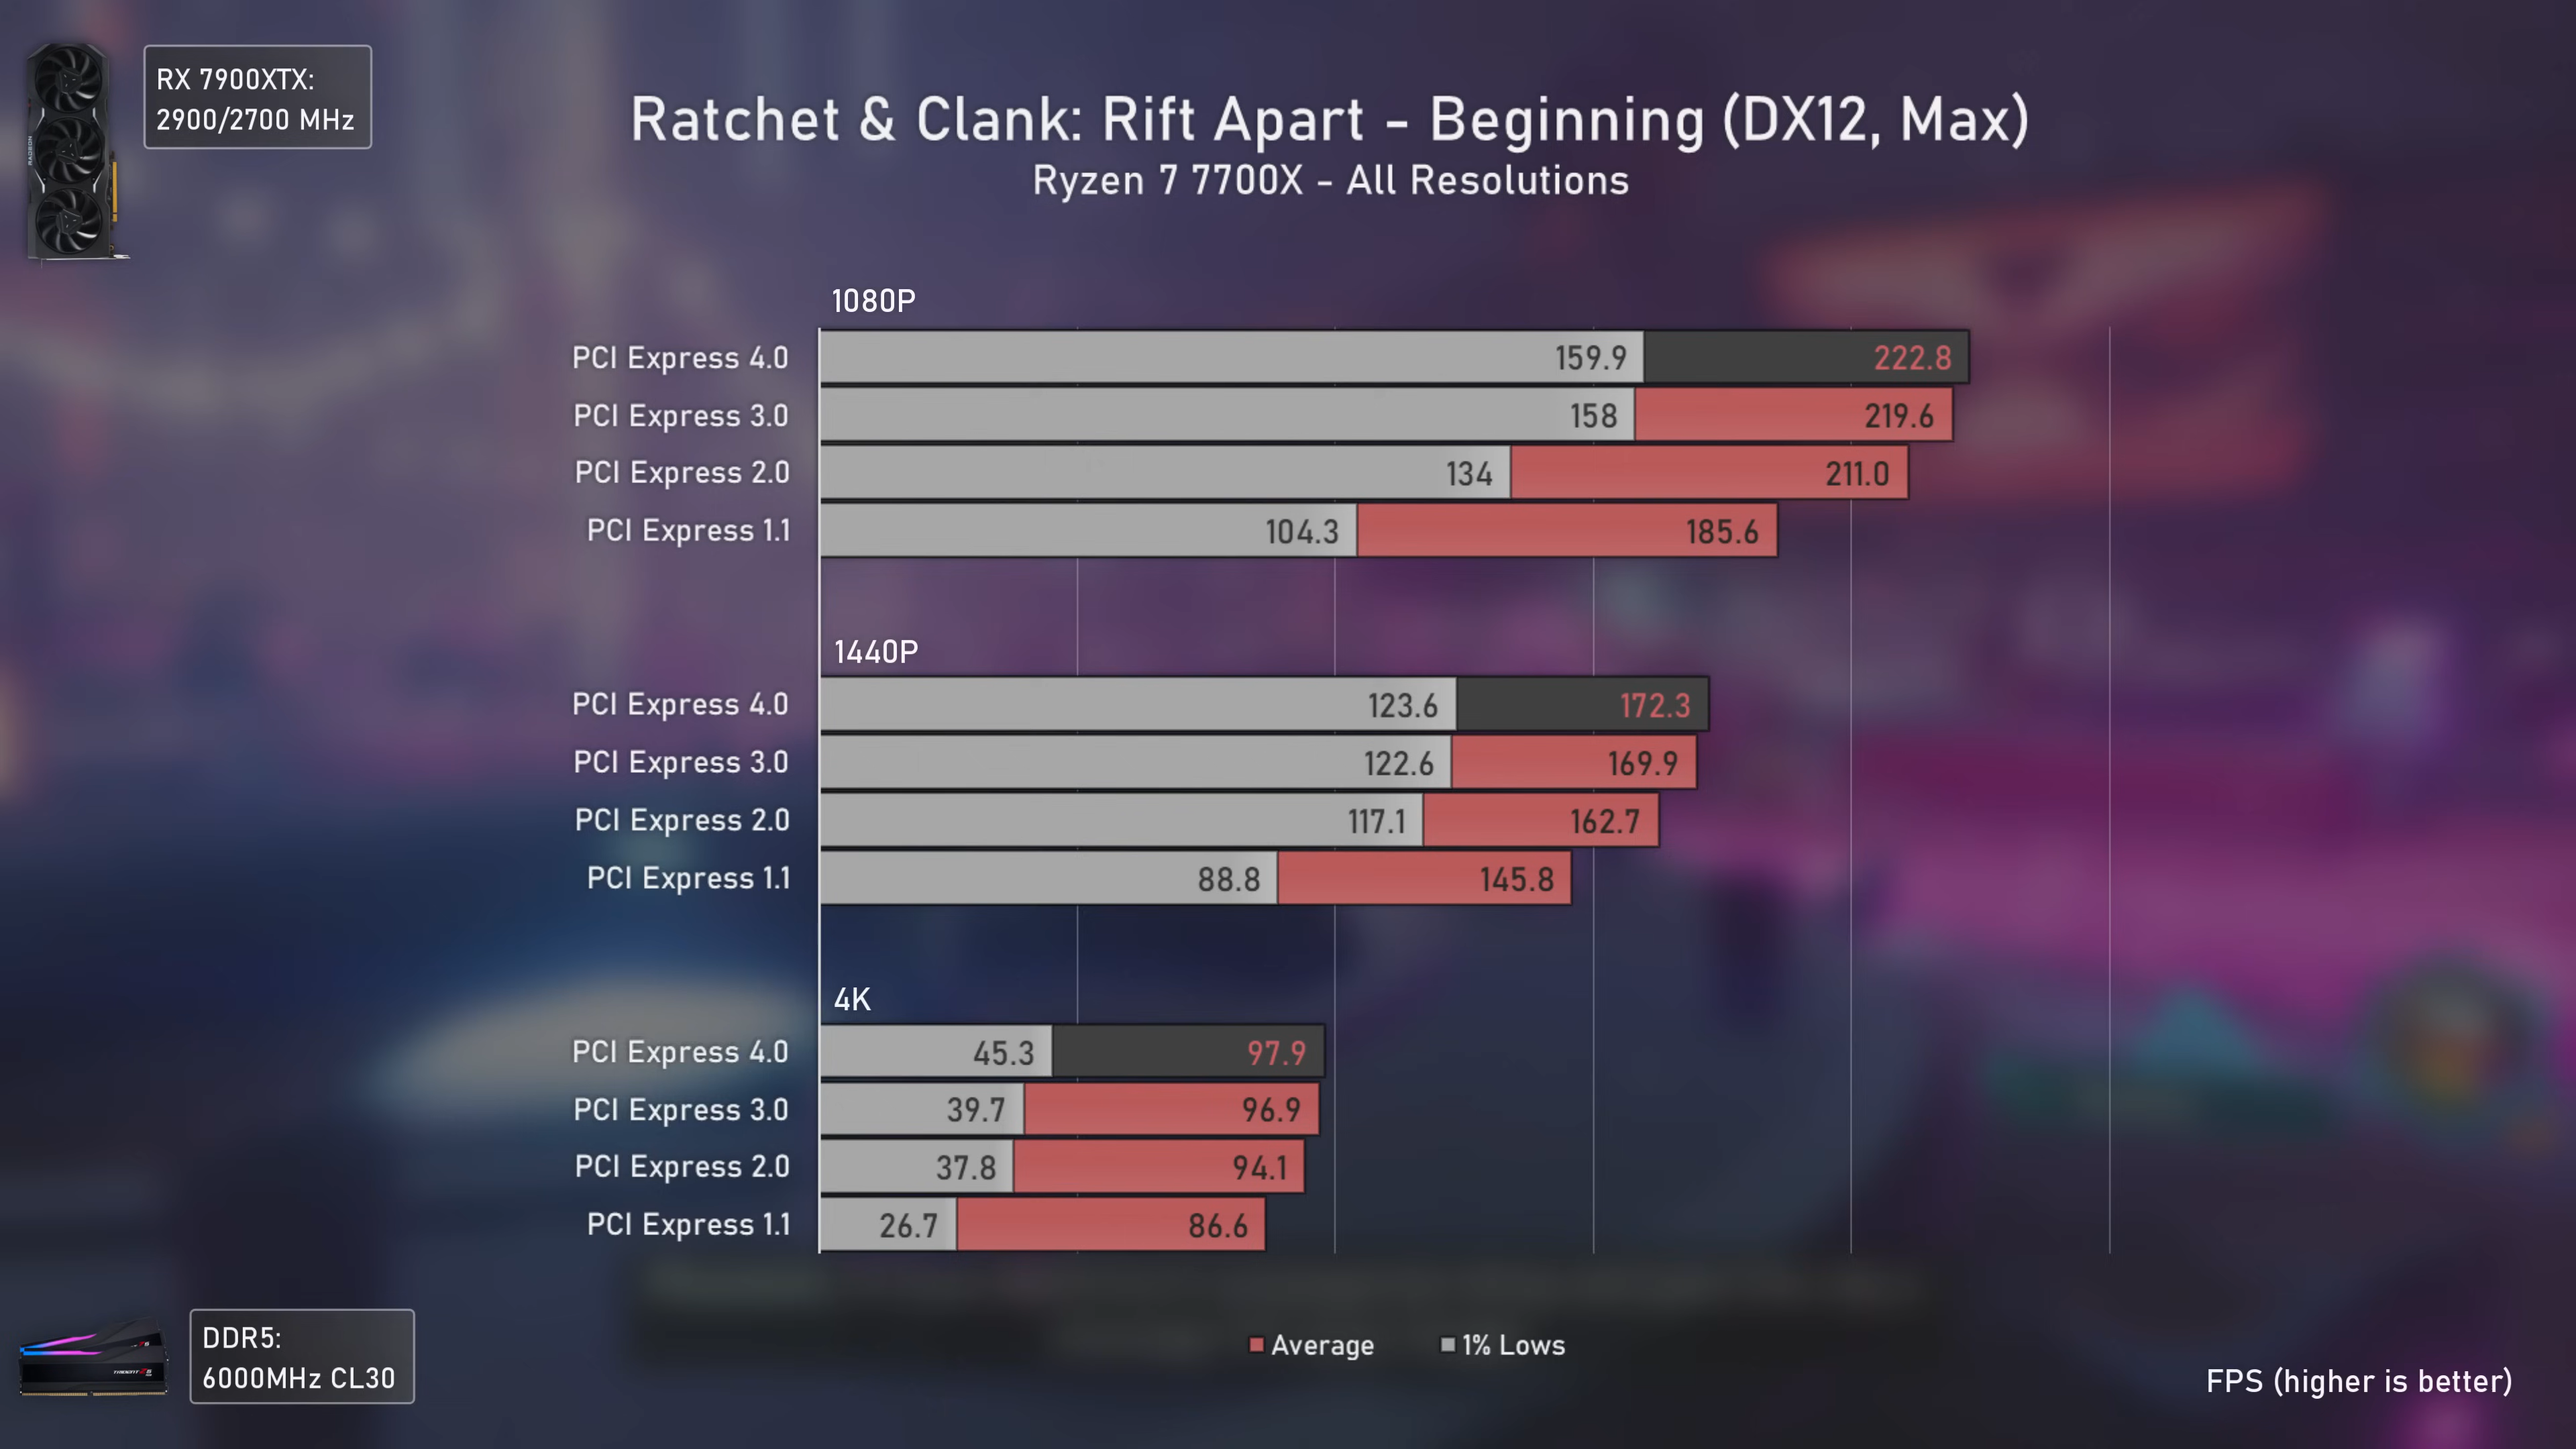 RX 7900XTX:
2900/2700 MHz
Ratchet & Clank: Rift Apart - Beginning (DX12, Max)
Ryzen 7 7700X - All Resolutions
1080P
PCI Express 4.0 159.9 222.8
PCI Express 3.0 158 219.6
PCI Express 2.0 134 211.0
PCI Express 1.1 104.3 185.6
1440P
PCI Express 4.0 123.6 172.3
PCI Express 3.0 122.6 169.9
PCI Express 2.0 117.1 162.7
PCI Express 1.1 88.8 145.8
4K
PCI Express 4.0 45.3 97.9
PCI Express 3.0 39.7 96.9
PCI Express 2.0 37.8 94.1
PCI Express 1.1 26.7 86.6
DDR5:
6000MHz CL30
Average 1% Lows
FPS (higher is better)